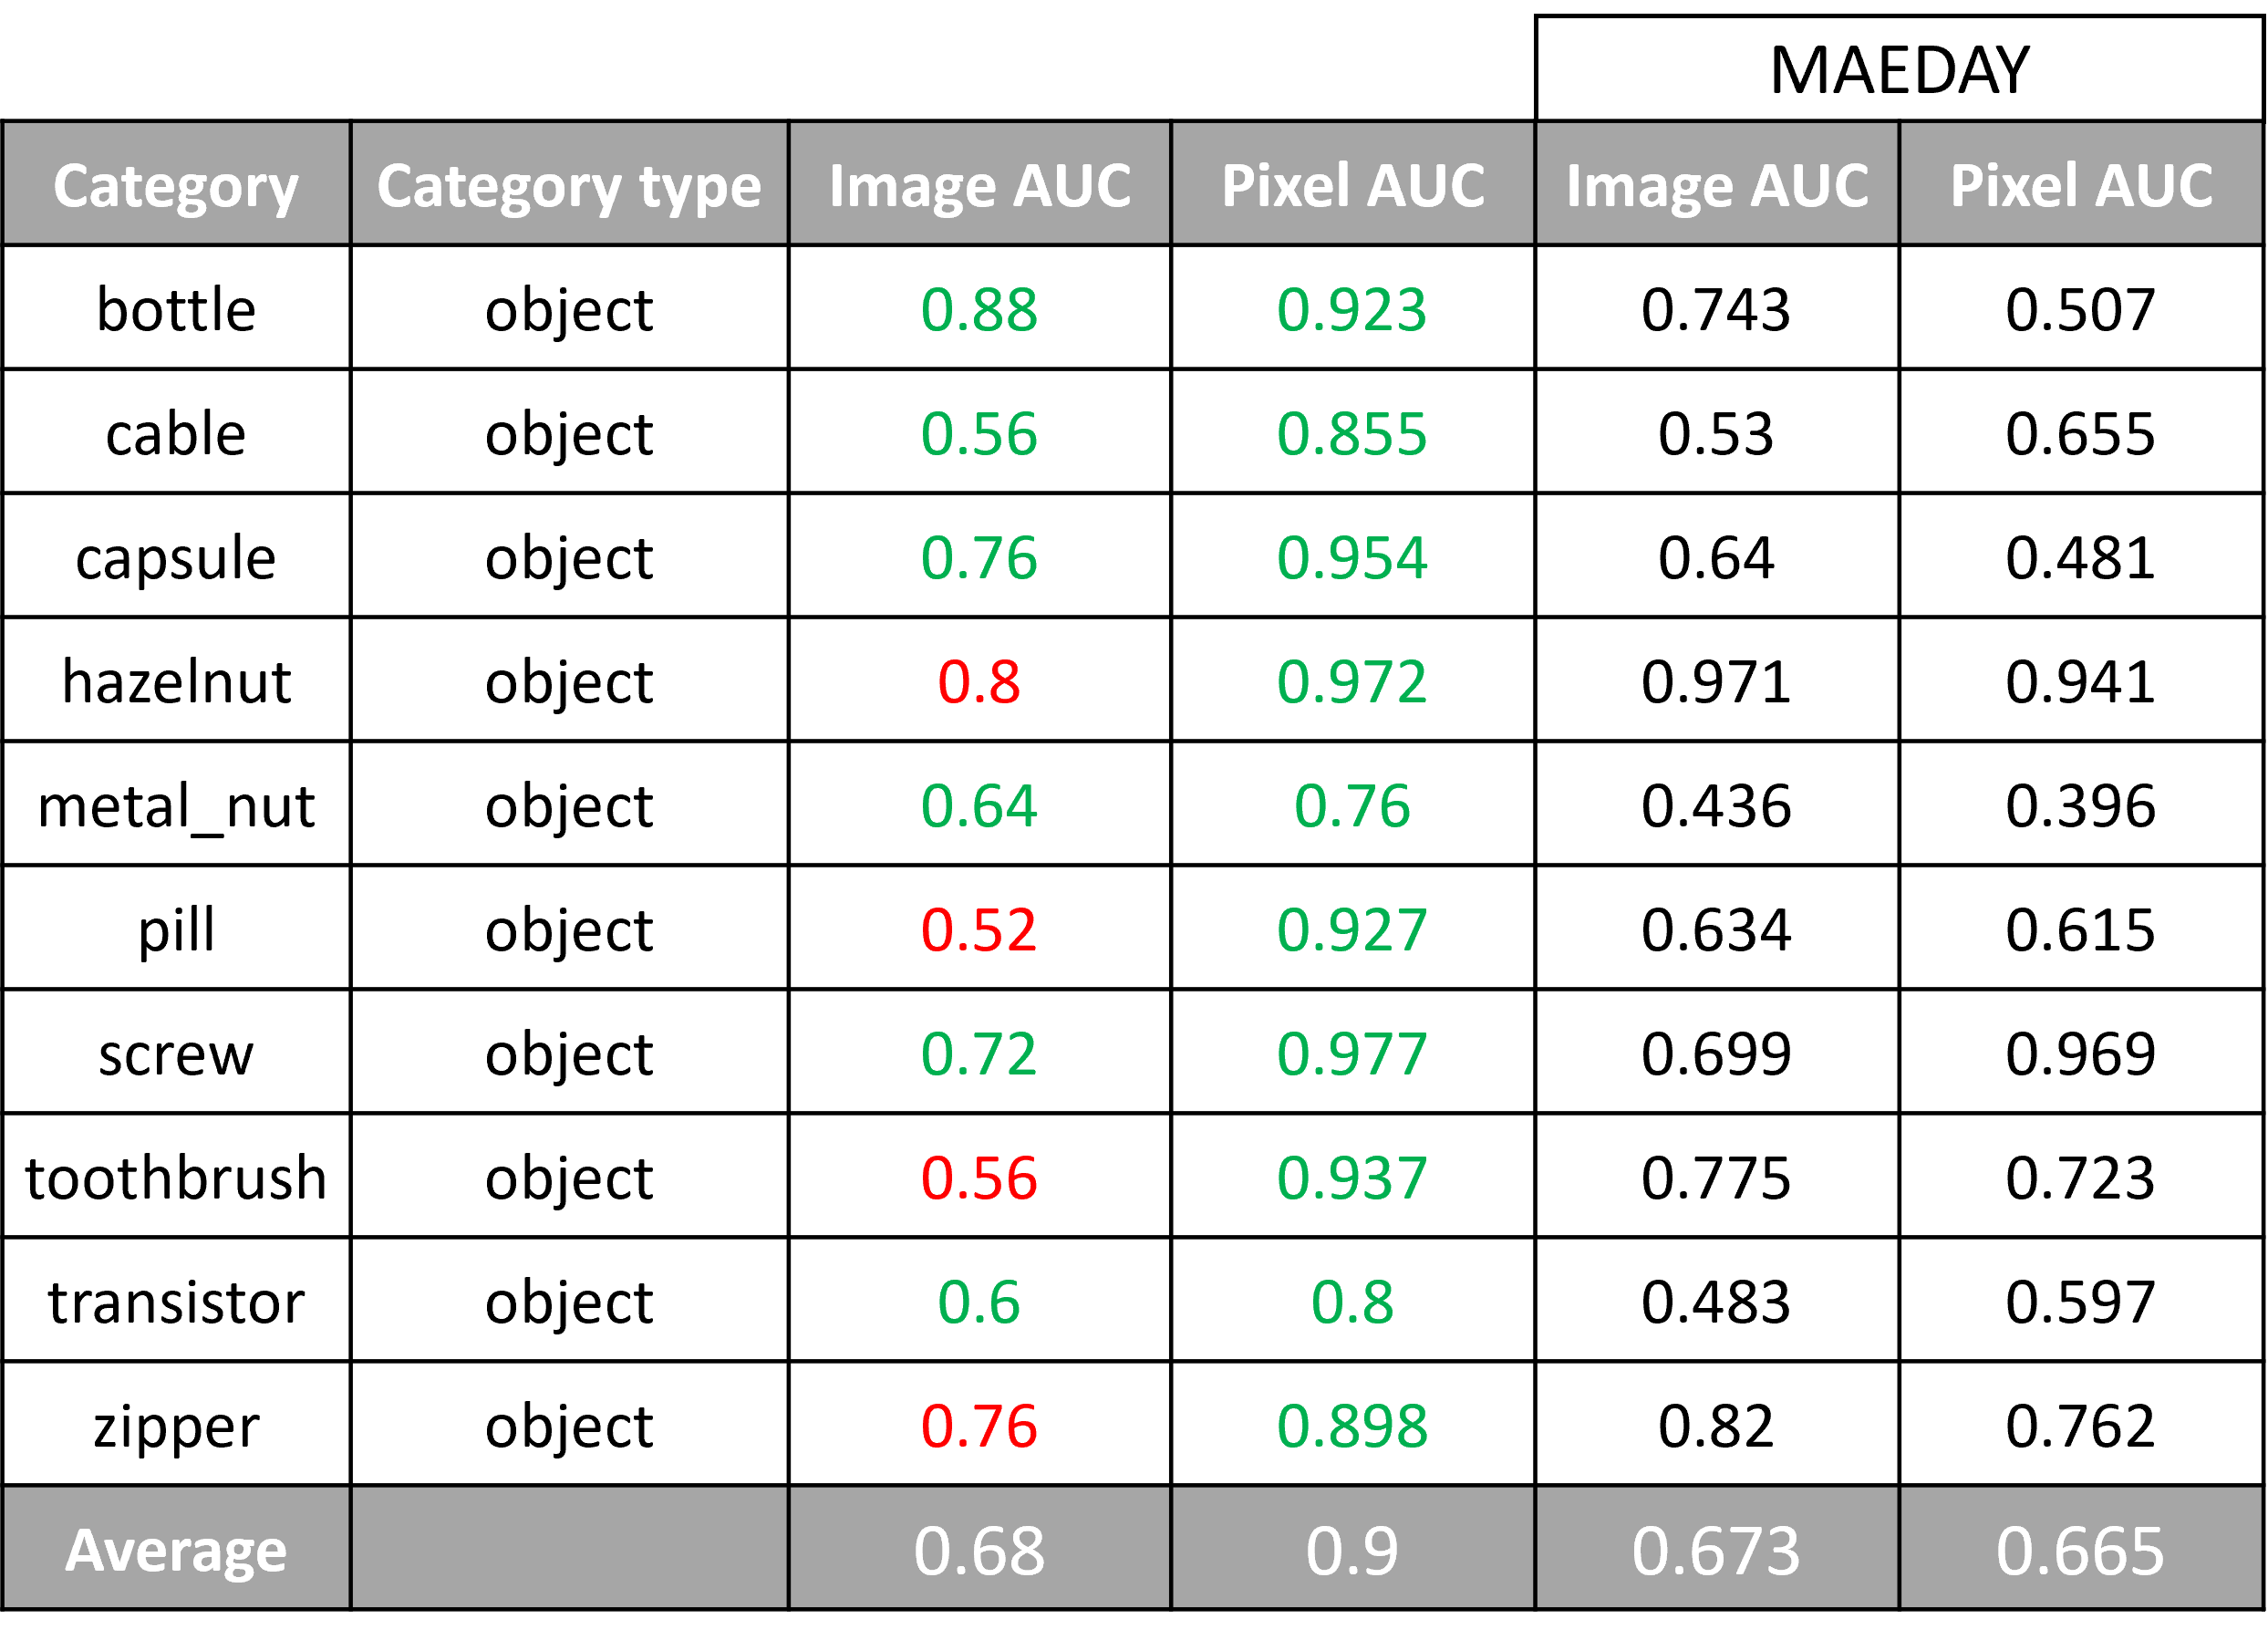 MAEDAY
Category Category type Image AUC Pixel AUC Image AUC Pixel AUC
bottle object 0.88 0.923 0.743 0.507
cable object 0.56 0.855 0.53 0.655
capsule object 0.76 0.954 0.64 0.481
hazelnut object 0.8 0.972 0.971 0.941
metal_nut object 0.64 0.76 0.436 0.396
pill object 0.52 0.927 0.634 0.615
screw object 0.72 0.977 0.699 0.969
toothbrush object 0.56 0.937 0.775 0.723
transistor object 0.6 0.8 0.483 0.597
zipper object 0.76 0.898 0.82 0.762
Average 0.68 0.9 0.673 0.665